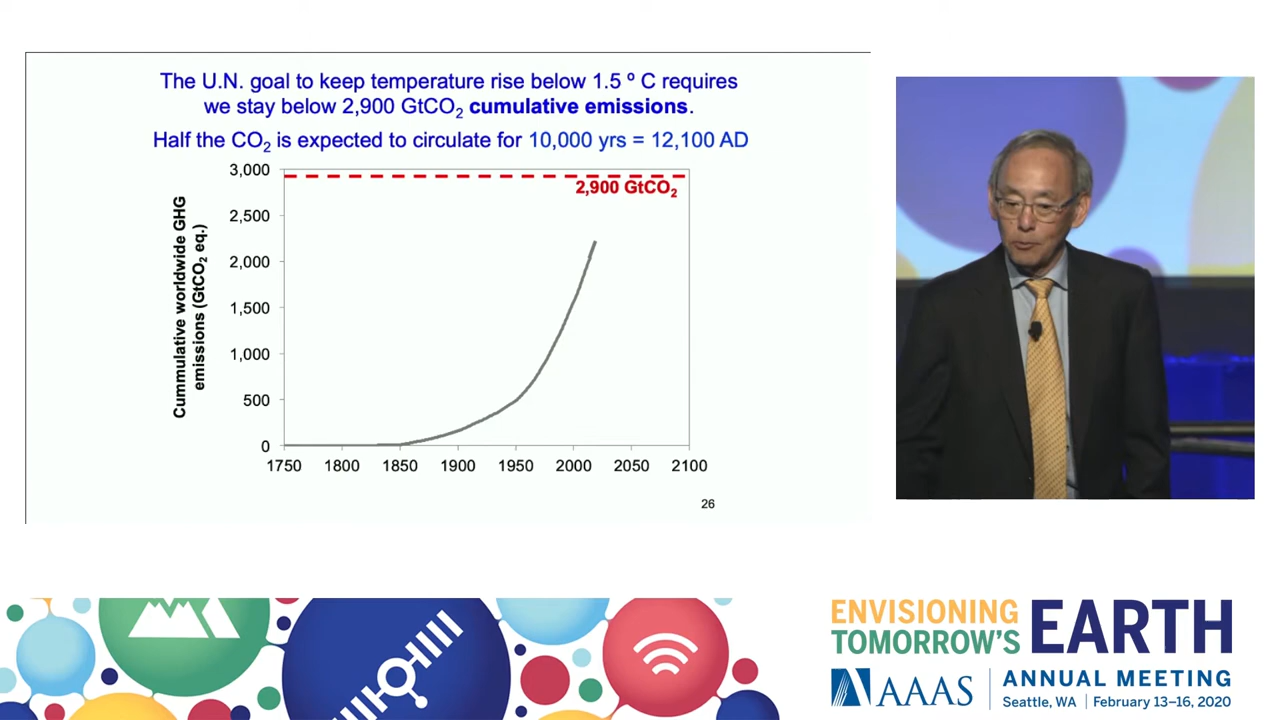 The U.N. goal to keep temperature rise below 1.5 º C requires
we stay below 2,900 GtCO₂ cumulative emissions.
Half the CO₂ is expected to circulate for 10,000 yrs = 12,100 AD
Cummulative worldwide GHG
emissions (GtCO₂ eq.)
3,000
2,500
2,000
1,500
1,000
500
0
2,900 GtCO₂
1750 1800 1850 1900 1950 2000 2050 2100
26
ENVISIONING
TOMORROW'S
EARTH
AAAS
ANNUAL MEETING
Seattle, WA | February 13–16, 2020